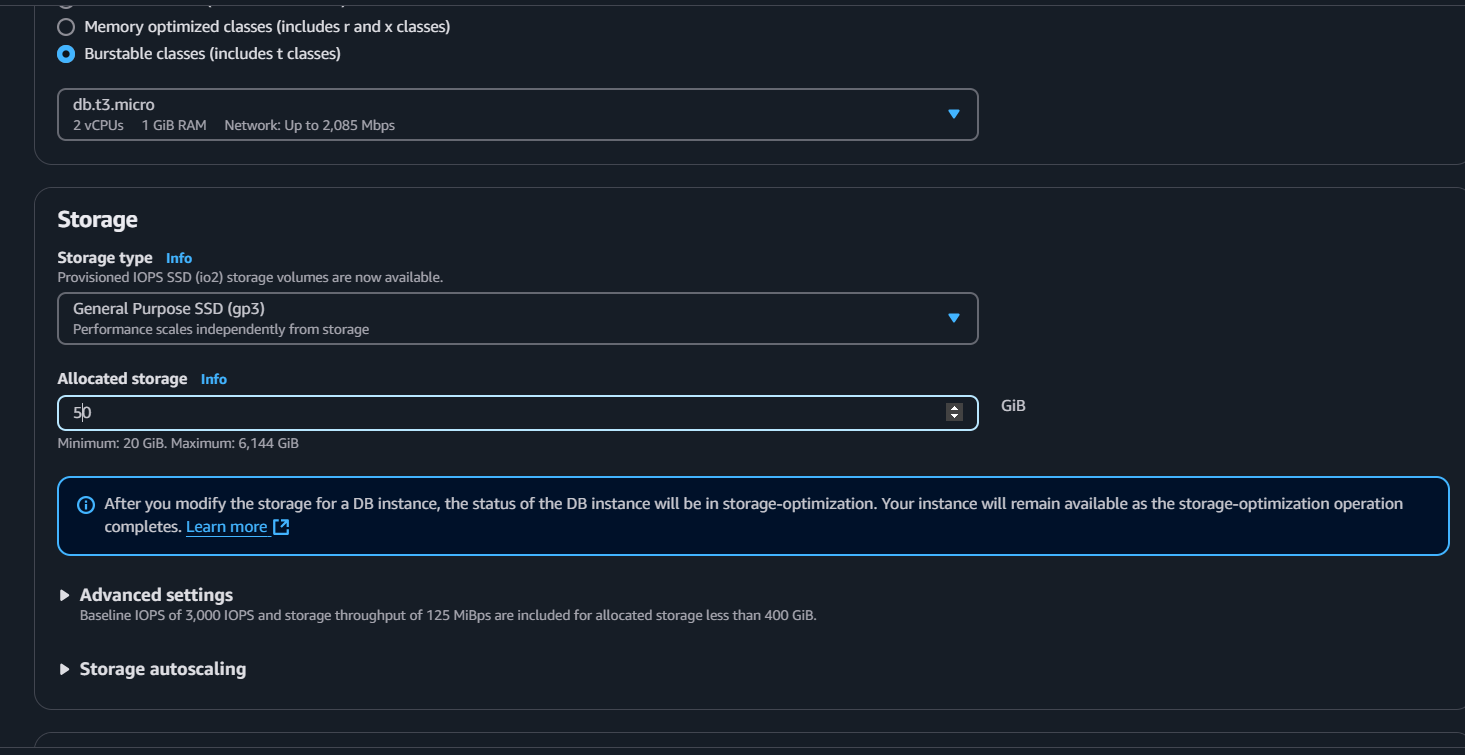 Memory optimized classes (includes r and x classes)
Burstable classes (includes t classes)
db.t3.micro
2 vCPUs 1 GiB RAM Network: Up to 2,085 Mbps
Storage
Storage type Info
Provisioned IOPS SSD (io2) storage volumes are now available.
General Purpose SSD (gp3)
Performance scales independently from storage
Allocated storage Info
50
GiB
Minimum: 20 GiB. Maximum: 6,144 GiB
After you modify the storage for a DB instance, the status of the DB instance will be in storage-optimization. Your instance will remain available as the storage-optimization operation
completes. Learn more
Advanced settings
Baseline IOPS of 3,000 IOPS and storage throughput of 125 MiBps are included for allocated storage less than 400 GiB.
Storage autoscaling